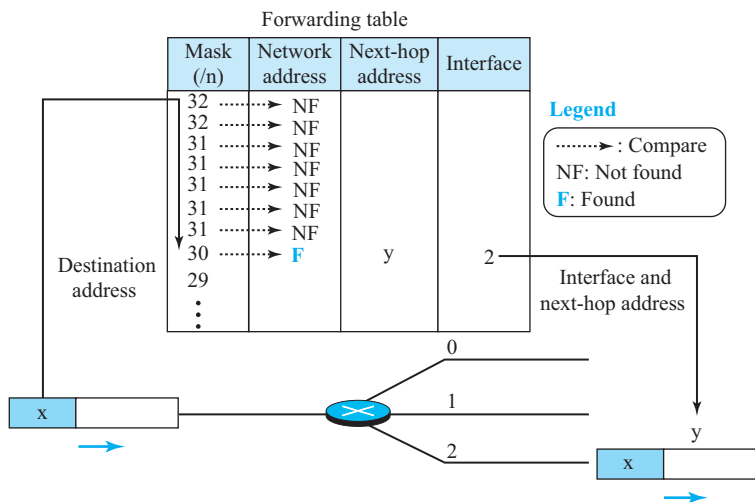 Forwarding table
Mask (/n) Network address Next-hop address Interface
32 NF
32 NF
31 NF
31 NF
31 NF
31 NF
31 NF
30 F y 2
29
Legend
: Compare
NF: Not found
F: Found
Destination
address
Interface and
next-hop address
0
1
2
x
y
x